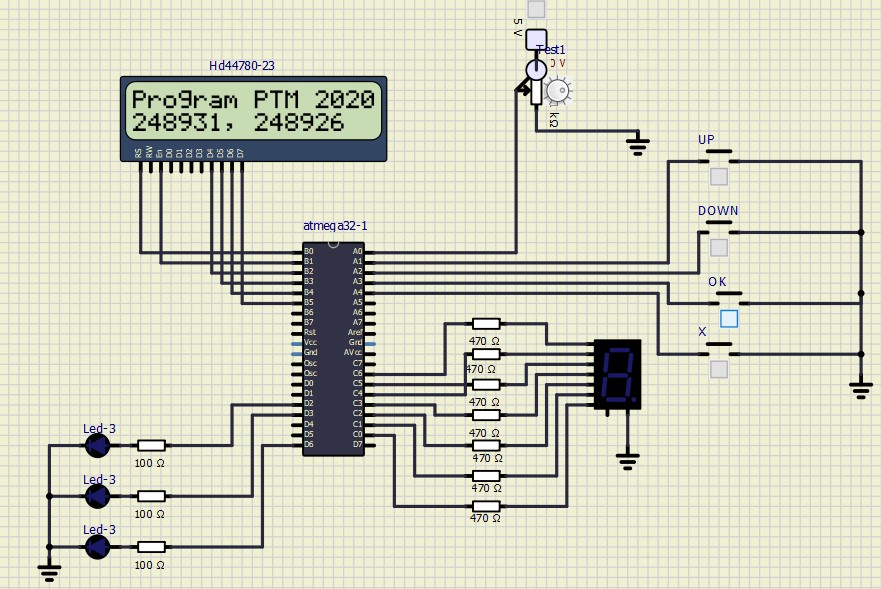 5 V
Test1
0 V
1 kΩ
Hd44780-23
Program PTM 2020
248931, 248926
RS RW En D0 D1 D2 D3 D4 D5 D6 D7
UP
DOWN
OK
X
atmega32-1
B0 A0
B1 A1
B2 A2
B3 A3
B4 A4
B5 A5
B6 A6
B7 A7
Rst Aref
Vcc Grd
Gnd AVcc
Osc C7
Osc C6
D0 C5
D1 C4
D2 C3
D3 C2
D4 C1
D5 C0
D6 D7
470 Ω
470 Ω
470 Ω
470 Ω
470 Ω
470 Ω
470 Ω
Led-3
100 Ω
Led-3
100 Ω
Led-3
100 Ω